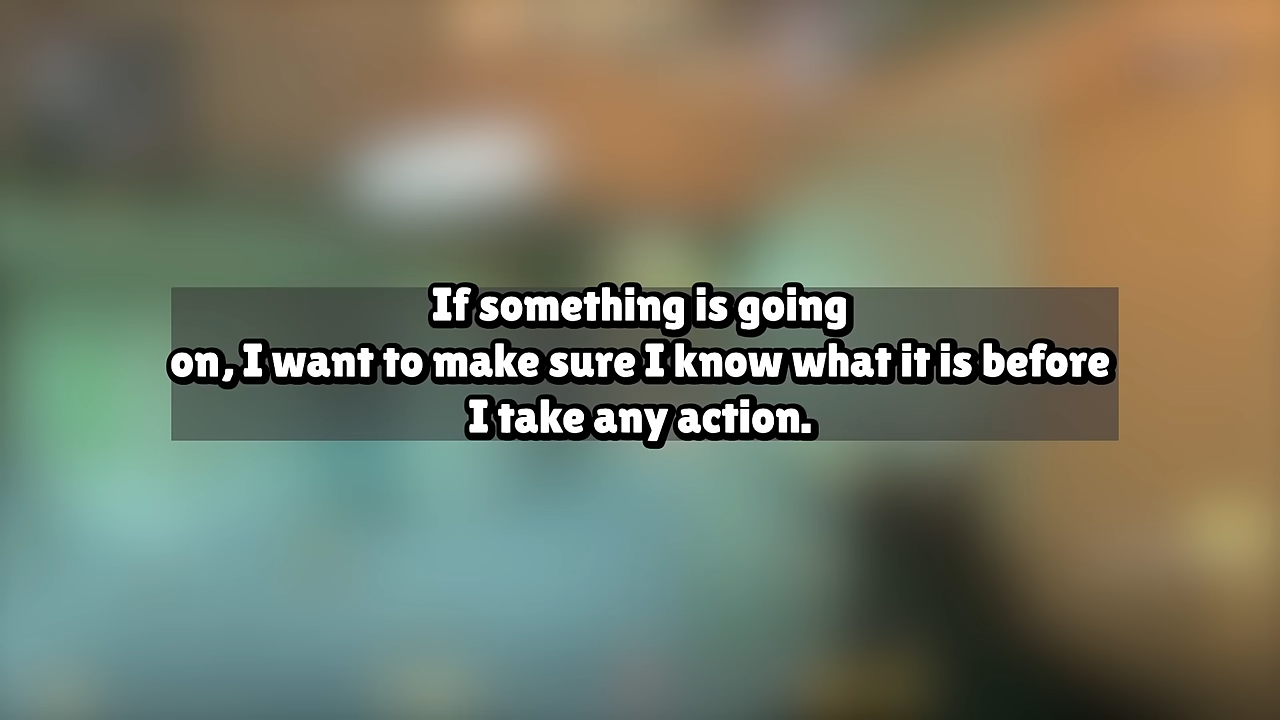 If something is going
on, I want to make sure I know what it is before
I take any action.